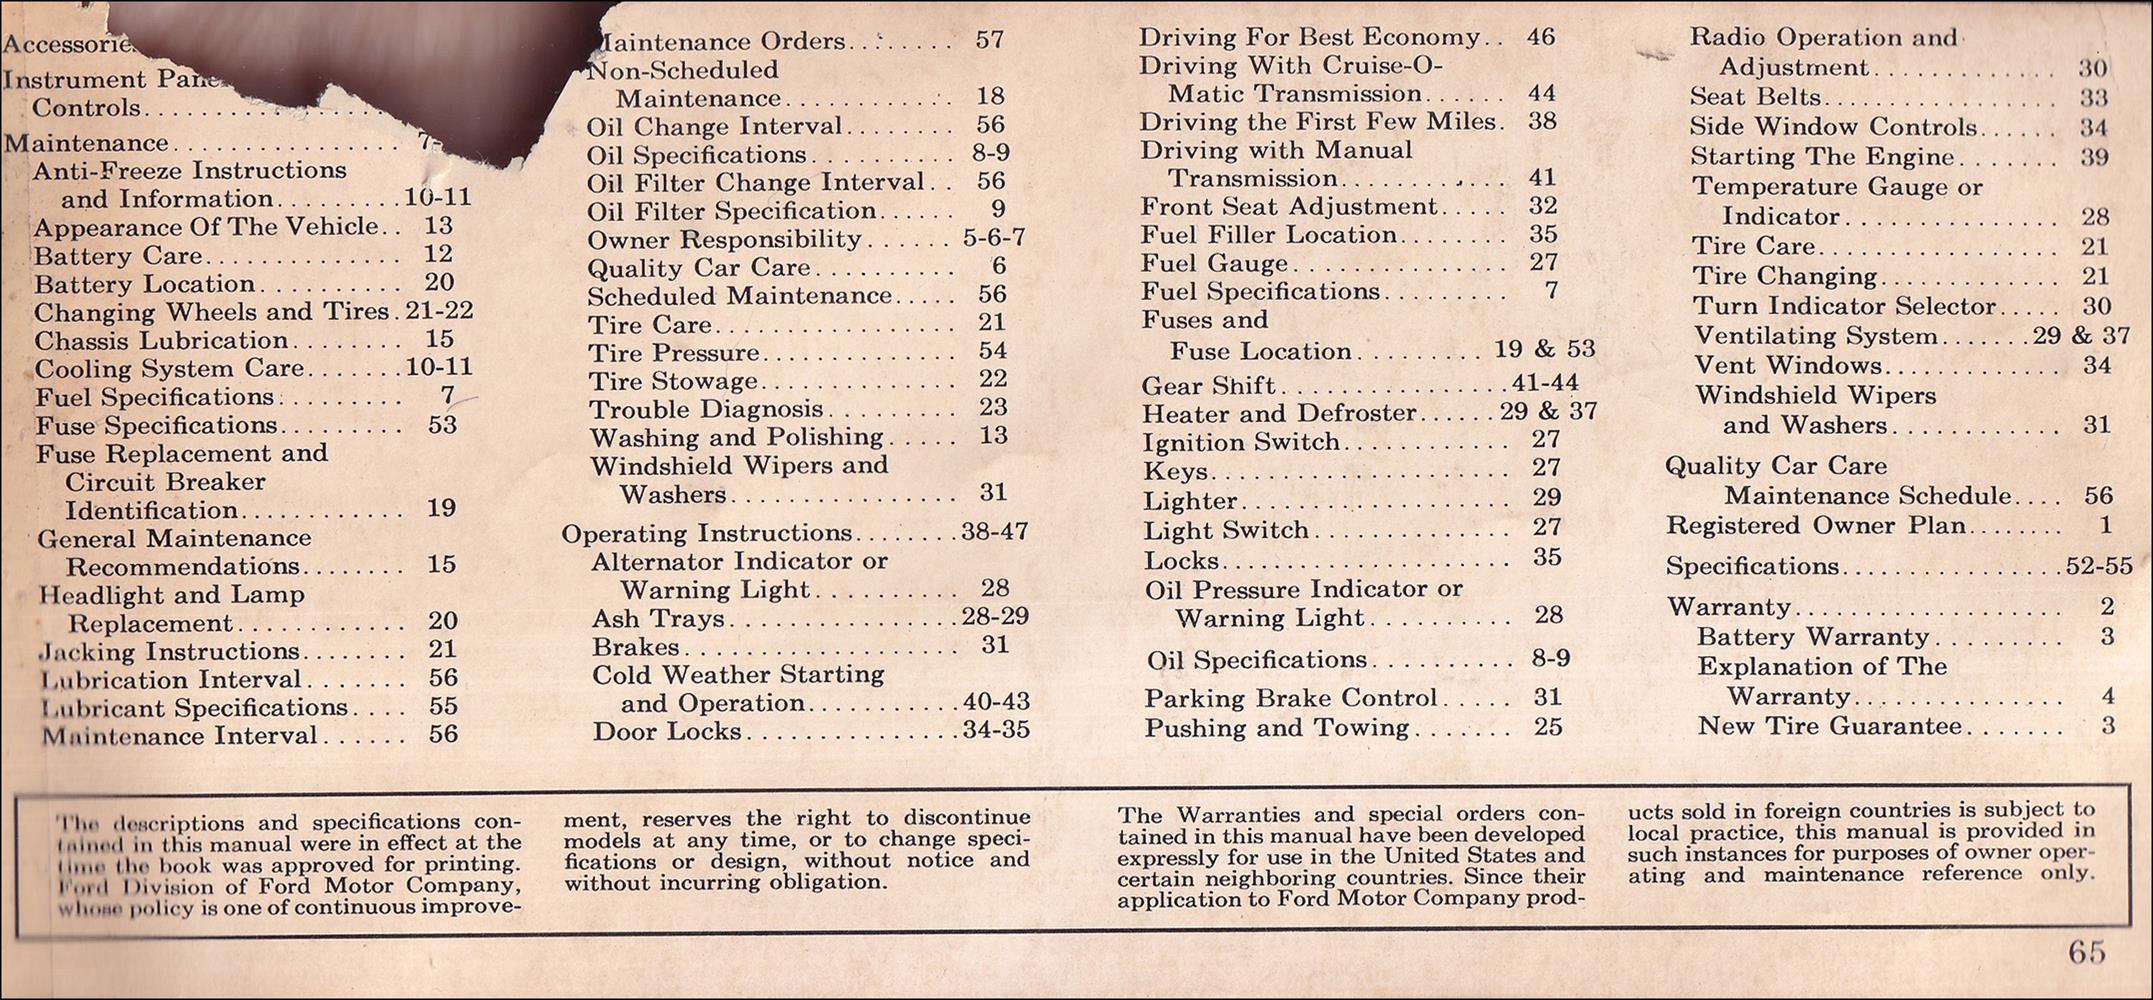 Accessorie
Instrument Pane
Controls...................
Maintenance................. 7-
Anti-Freeze Instructions
and Information.........10-11
Appearance Of The Vehicle.. 13
Battery Care............... 12
Battery Location........... 20
Changing Wheels and Tires.21-22
Chassis Lubrication........ 15
Cooling System Care.......10-11
Fuel Specifications......... 7
Fuse Specifications......... 53
Fuse Replacement and
Circuit Breaker
Identification............ 19
General Maintenance
Recommendations........ 15
Headlight and Lamp
Replacement............ 20
Jacking Instructions....... 21
Lubrication Interval....... 56
Lubricant Specifications.... 55
Maintenance Interval...... 56
Maintenance Orders........ 57
Non-Scheduled
Maintenance............ 18
Oil Change Interval........ 56
Oil Specifications.......... 8-9
Oil Filter Change Interval.. 56
Oil Filter Specification...... 9
Owner Responsibility...... 5-6-7
Quality Car Care.......... 6
Scheduled Maintenance..... 56
Tire Care................. 21
Tire Pressure.............. 54
Tire Stowage.............. 22
Trouble Diagnosis......... 23
Washing and Polishing..... 13
Windshield Wipers and
Washers................ 31
Operating Instructions........38-47
Alternator Indicator or
Warning Light.......... 28
Ash Trays................28-29
Brakes.................... 31
Cold Weather Starting
and Operation...........40-43
Door Locks...............34-35
Driving For Best Economy.. 46
Driving With Cruise-O-
Matic Transmission...... 44
Driving the First Few Miles. 38
Driving with Manual
Transmission............ 41
Front Seat Adjustment..... 32
Fuel Filler Location........ 35
Fuel Gauge................ 27
Fuel Specifications......... 7
Fuses and
Fuse Location......... 19 & 53
Gear Shift................41-44
Heater and Defroster...... 29 & 37
Ignition Switch............ 27
Keys...................... 27
Lighter.................... 29
Light Switch............... 27
Locks..................... 35
Oil Pressure Indicator or
Warning Light.......... 28
Oil Specifications.......... 8-9
Parking Brake Control..... 31
Pushing and Towing....... 25
Radio Operation and
Adjustment............. 30
Seat Belts................. 33
Side Window Controls...... 34
Starting The Engine....... 39
Temperature Gauge or
Indicator............... 28
Tire Care................. 21
Tire Changing............. 21
Turn Indicator Selector..... 30
Ventilating System.......29 & 37
Vent Windows............. 34
Windshield Wipers
and Washers............ 31
Quality Car Care
Maintenance Schedule.... 56
Registered Owner Plan........ 1
Specifications................52-55
Warranty.................... 2
Battery Warranty.......... 3
Explanation of The
Warranty............... 4
New Tire Guarantee....... 3
The descriptions and specifications con-
tained in this manual were in effect at the
time the book was approved for printing.
Ford Division of Ford Motor Company,
whose policy is one of continuous improve-
ment, reserves the right to discontinue
models at any time, or to change speci-
fications or design, without notice and
without incurring obligation.
The Warranties and special orders con-
tained in this manual have been developed
expressly for use in the United States and
certain neighboring countries. Since their
application to Ford Motor Company prod-
ucts sold in foreign countries is subject to
local practice, this manual is provided in
such instances for purposes of owner oper-
ating and maintenance reference only.
65